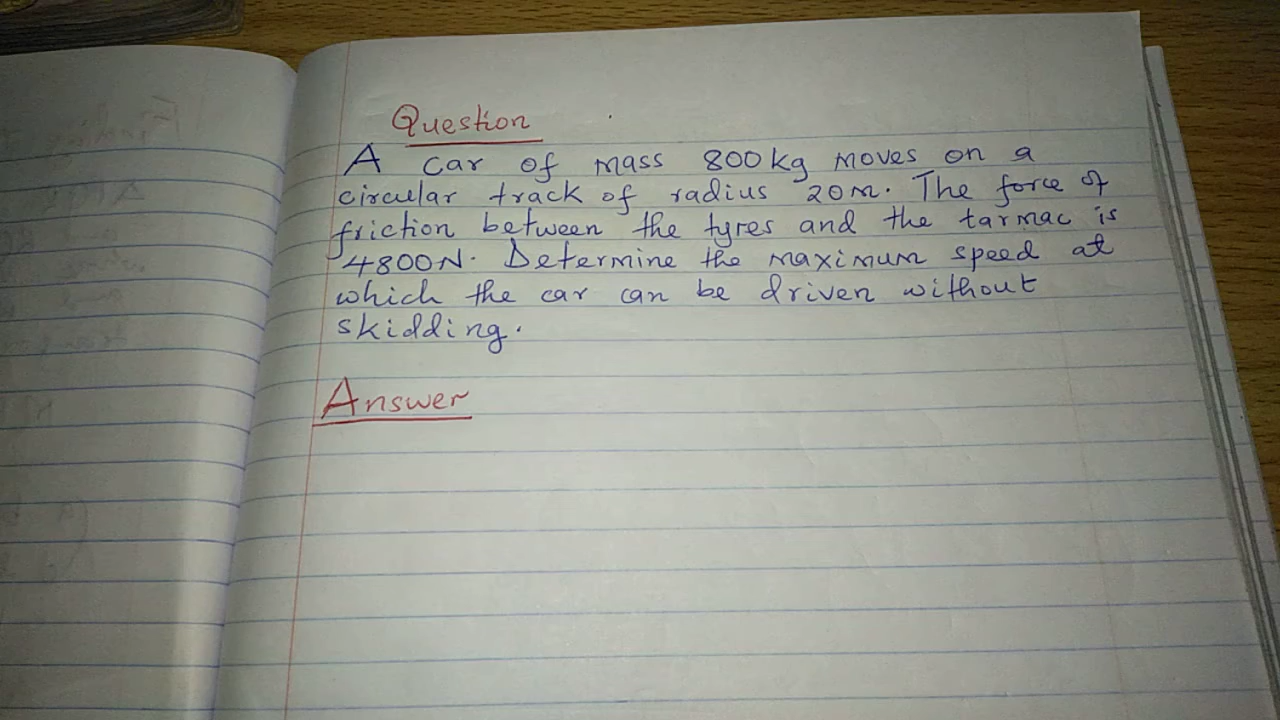 Question
A car of mass 800kg moves on a
circular track of radius 20m. The force of
friction between the tyres and the tarmac is
4800N. Determine the maximum speed at
which the car can be driven without
skidding.
Answer